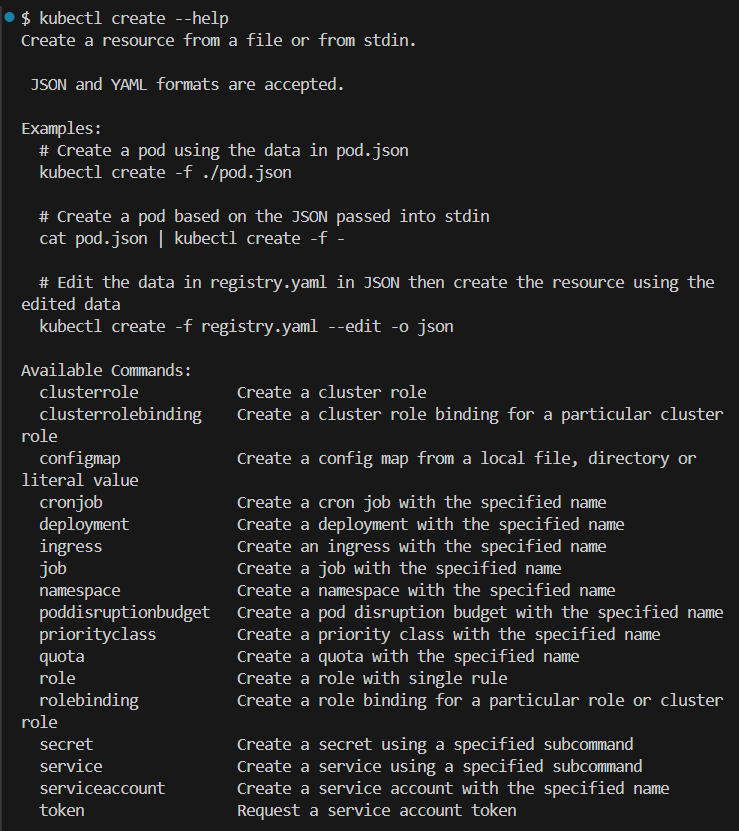 $ kubectl create --help
Create a resource from a file or from stdin.

 JSON and YAML formats are accepted.

Examples:
  # Create a pod using the data in pod.json
  kubectl create -f ./pod.json

  # Create a pod based on the JSON passed into stdin
  cat pod.json | kubectl create -f -

  # Edit the data in registry.yaml in JSON then create the resource using the
edited data
  kubectl create -f registry.yaml --edit -o json

Available Commands:
  clusterrole           Create a cluster role
  clusterrolebinding    Create a cluster role binding for a particular cluster
role
  configmap             Create a config map from a local file, directory or
literal value
  cronjob               Create a cron job with the specified name
  deployment            Create a deployment with the specified name
  ingress               Create an ingress with the specified name
  job                   Create a job with the specified name
  namespace             Create a namespace with the specified name
  poddisruptionbudget   Create a pod disruption budget with the specified name
  priorityclass         Create a priority class with the specified name
  quota                 Create a quota with the specified name
  role                  Create a role with single rule
  rolebinding           Create a role binding for a particular role or cluster
role
  secret                Create a secret using a specified subcommand
  service               Create a service using a specified subcommand
  serviceaccount        Create a service account with the specified name
  token                 Request a service account token